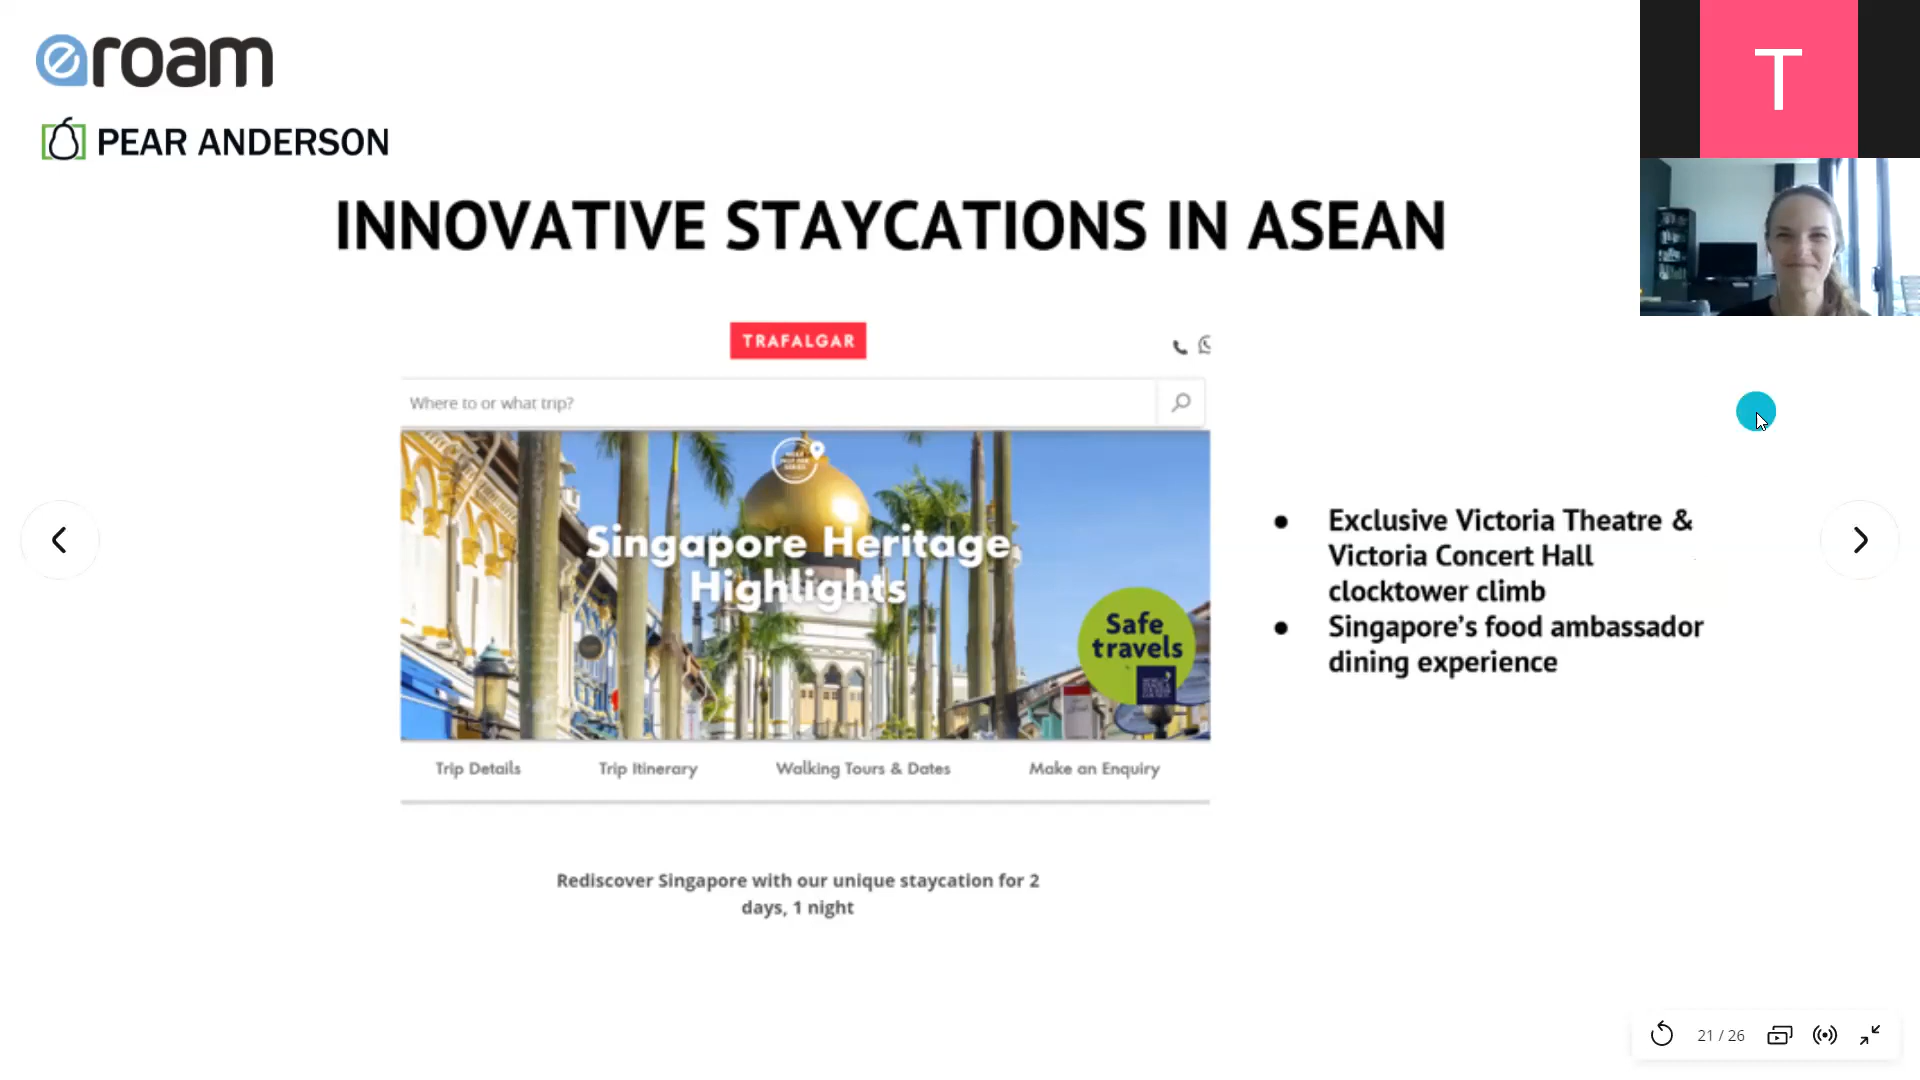 eroam
T
PEAR ANDERSON
INNOVATIVE STAYCATIONS IN ASEAN
TRAFALGAR
Where to or what trip?
Singapore Heritage
Highlights
Safe
travels
Trip Details Trip Itinerary Walking Tours & Dates Make an Enquiry
Rediscover Singapore with our unique staycation for 2
days, 1 night
● Exclusive Victoria Theatre &
Victoria Concert Hall
clocktower climb
● Singapore’s food ambassador
dining experience
21 / 26